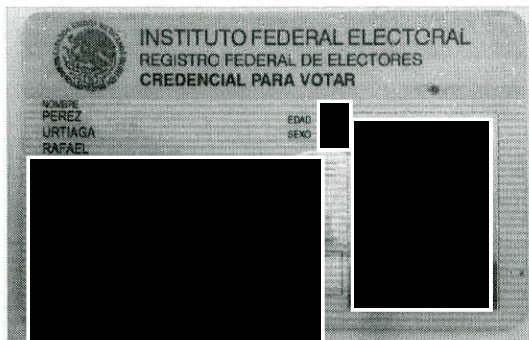 INSTITUTO FEDERAL ELECTORAL
REGISTRO FEDERAL DE ELECTORES
CREDENCIAL PARA VOTAR
NOMBRE
PEREZ
URTIAGA
RAFAEL
EDAD
SEXO